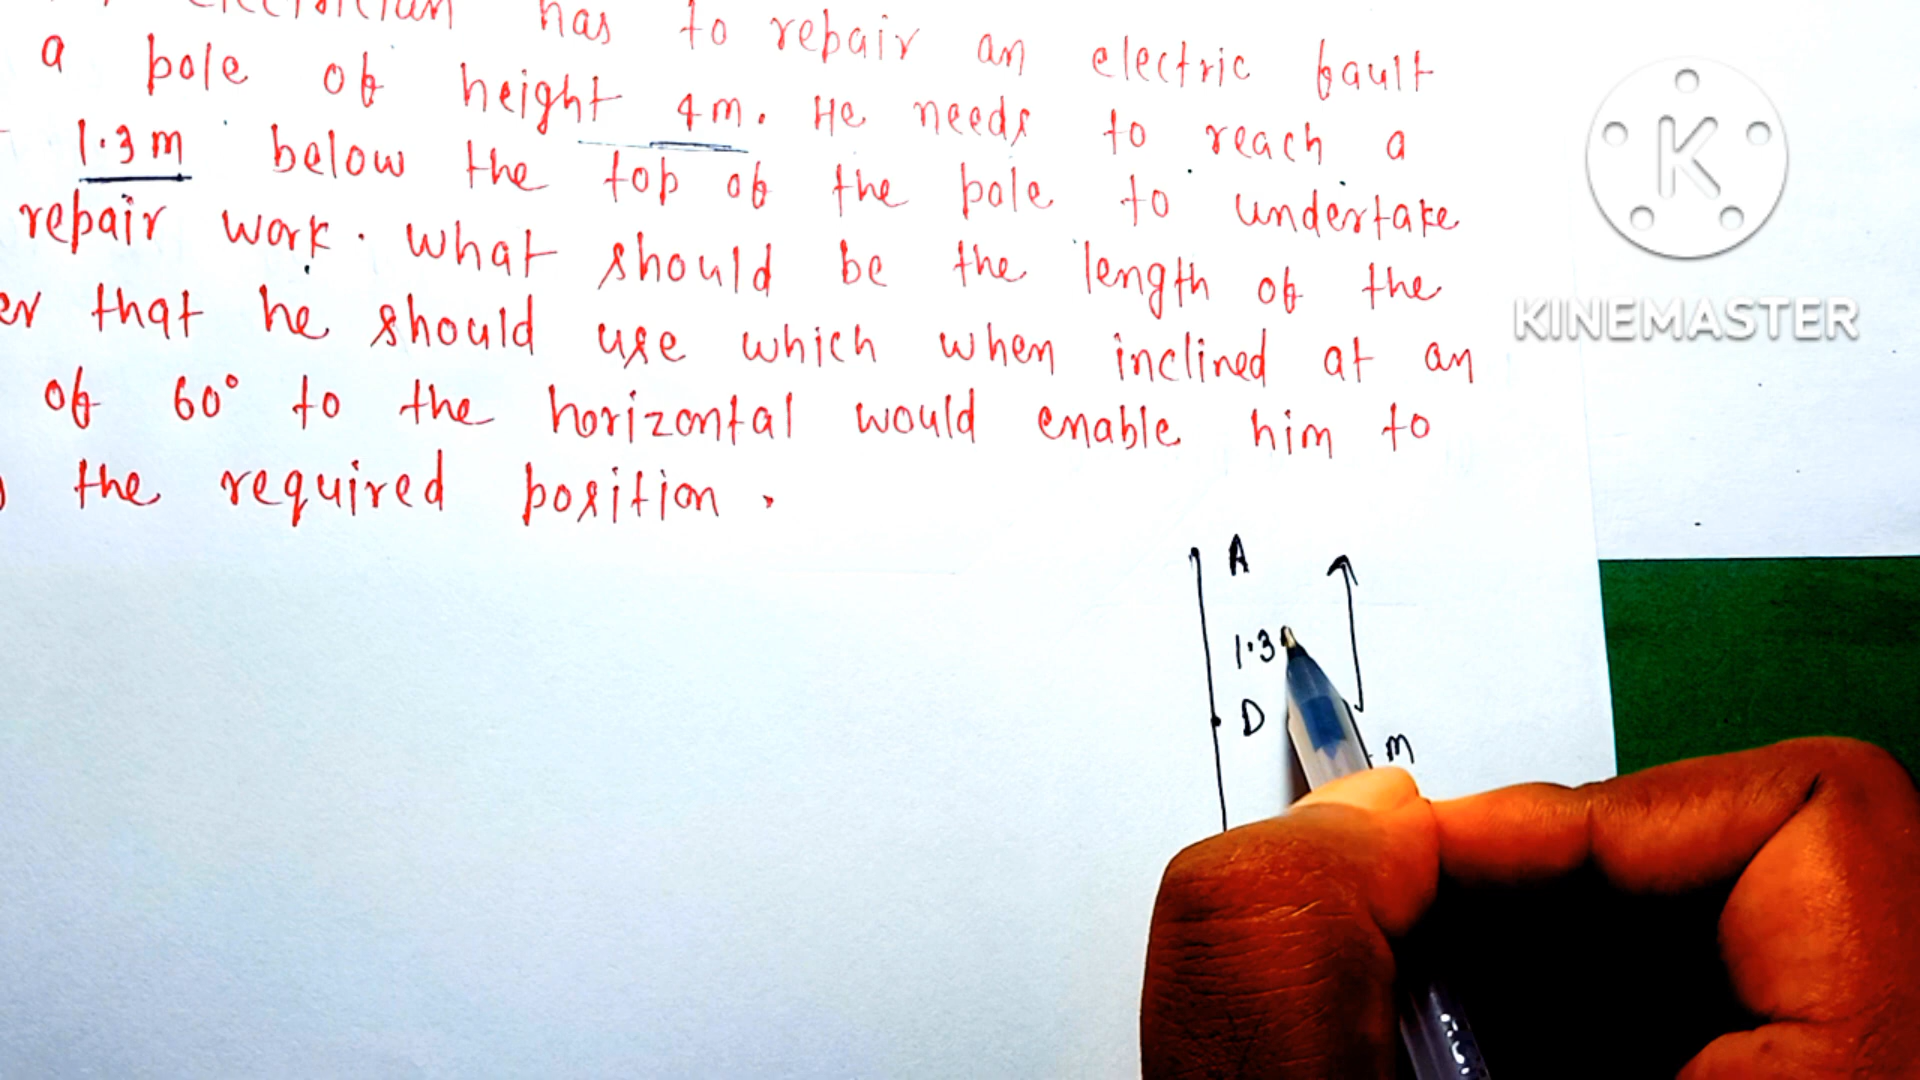 electrician has to repair an electric fault
a pole of height 4m. He needs to reach a
1.3m below the top of the pole to undertake
repair work. What should be the length of the
er that he should use which when inclined at an
of 60° to the horizontal would enable him to
the required position.
A
1.3
D
m
K
KINEMASTER